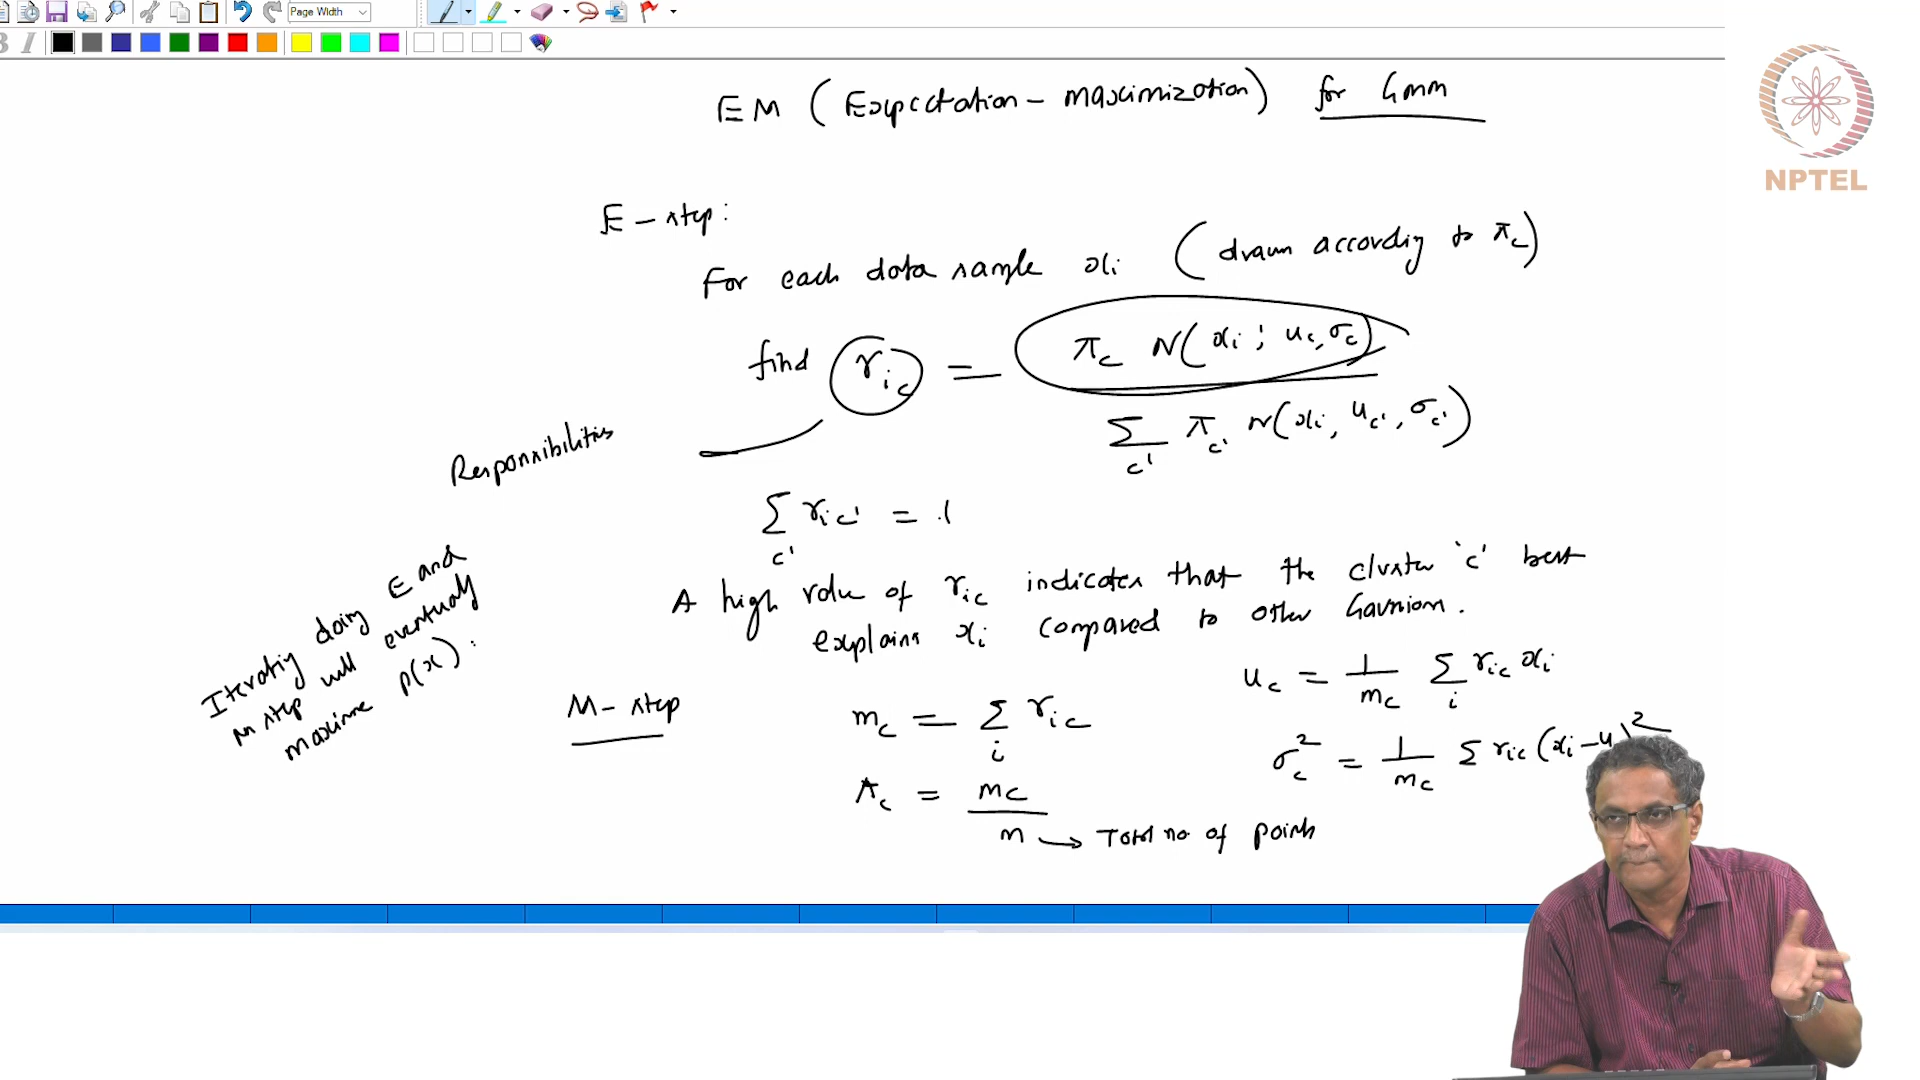 Page Width
NPTEL
EM (Expectation - maximization) for Gmm
E - step:
For each data sample xi (drawn according to πc)
find ric = πc N(xi; uc, σc)
Σc' πc' N(xi, uc', σc')
Responsibilities
Σc' ric' = 1
A high value of ric indicates that the cluster 'c' best
explains xi compared to other Gaussians.
Iterating doing E and
M step will eventually
maximise p(x).
M - step
mc = Σi ric
πc = mc / m → Total no of points
uc = 1/mc Σi ric xi
σc² = 1/mc Σ ric (xi - u)²